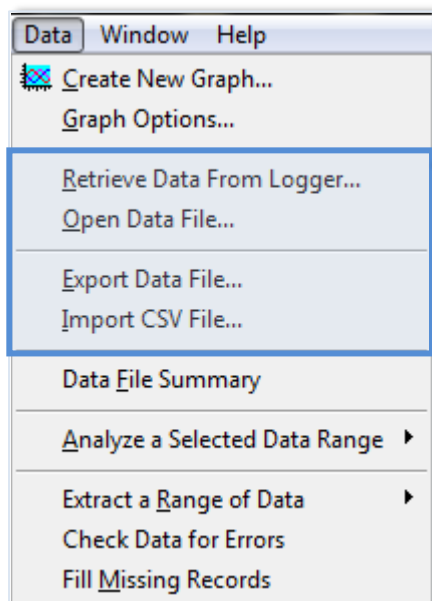 Data Window Help
Create New Graph...
Graph Options...
Retrieve Data From Logger...
Open Data File...
Export Data File...
Import CSV File...
Data File Summary
Analyze a Selected Data Range
Extract a Range of Data
Check Data for Errors
Fill Missing Records